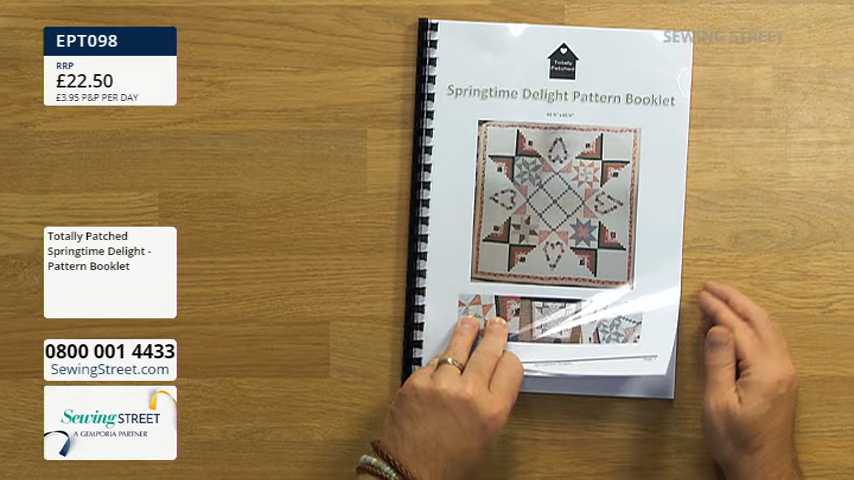 EPT098
RRP
£22.50
£3.95 P&P PER DAY
Totally Patched
Springtime Delight -
Pattern Booklet
0800 001 4433
SewingStreet.com
Sewing STREET
A GEMPORIA PARTNER
SEWING STREET
Totally
Patched
Springtime Delight Pattern Booklet